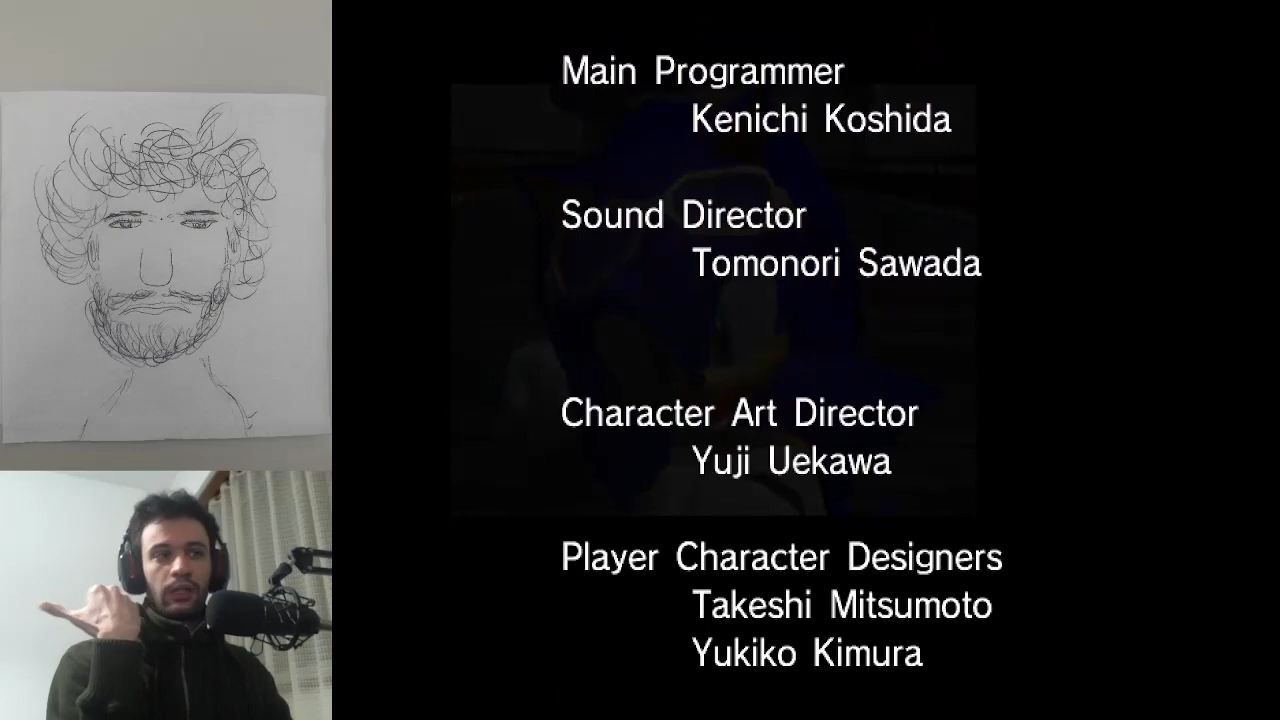 Main Programmer
Kenichi Koshida
Sound Director
Tomonori Sawada
Character Art Director
Yuji Uekawa
Player Character Designers
Takeshi Mitsumoto
Yukiko Kimura